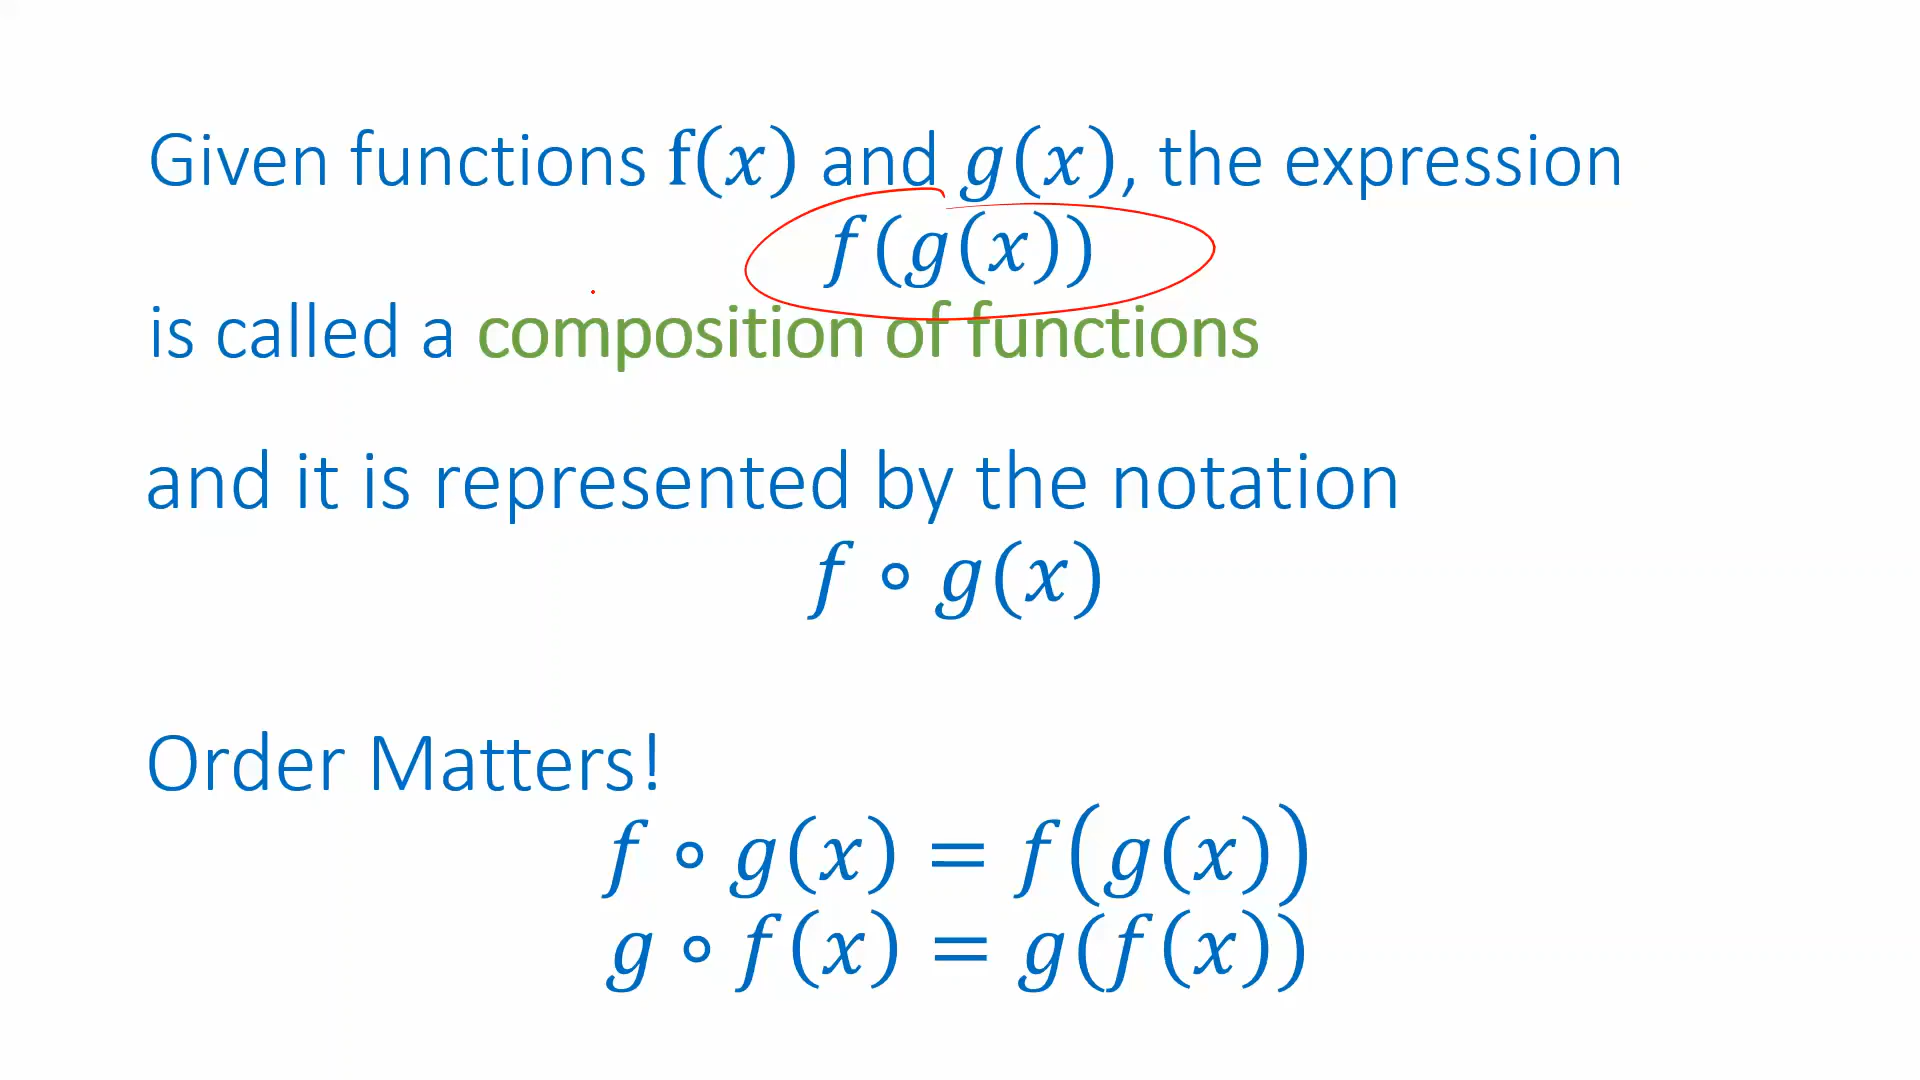 Given functions f(x) and g(x), the expression
f(g(x))
is called a composition of functions
and it is represented by the notation
f ∘ g(x)
Order Matters!
f ∘ g(x) = f(g(x))
g ∘ f(x) = g(f(x))